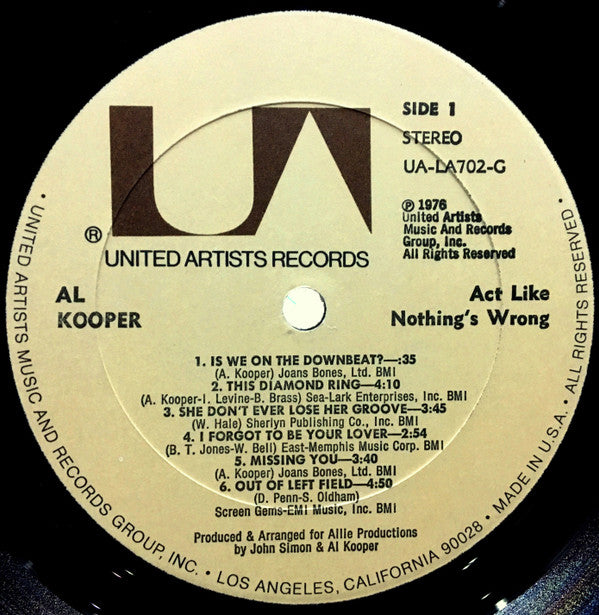 UA
®
UNITED ARTISTS RECORDS
SIDE 1
STEREO
UA-LA702-G
℗ 1976
United Artists
Music And Records
Group, Inc.
All Rights Reserved
AL
KOOPER
Act Like
Nothing's Wrong
1. IS WE ON THE DOWNBEAT?—:35
(A. Kooper) Joans Bones, Ltd. BMI
2. THIS DIAMOND RING—4:10
(A. Kooper-I. Levine-B. Brass) Sea-Lark Enterprises, Inc. BMI
3. SHE DON'T EVER LOSE HER GROOVE—3:45
(W. Hale) Sherlyn Publishing Co., Inc. BMI
4. I FORGOT TO BE YOUR LOVER—2:54
(B. T. Jones-W. Bell) East-Memphis Music Corp. BMI
5. MISSING YOU—3:40
(A. Kooper) Joans Bones, Ltd. BMI
6. OUT OF LEFT FIELD—4:50
(D. Penn-S. Oldham)
Screen Gems-EMI Music, Inc. BMI
Produced & Arranged for Allie Productions
by John Simon & Al Kooper
• UNITED ARTISTS MUSIC AND RECORDS GROUP, INC. • LOS ANGELES, CALIFORNIA 90028 • MADE IN U.S.A. • ALL RIGHTS RESERVED •